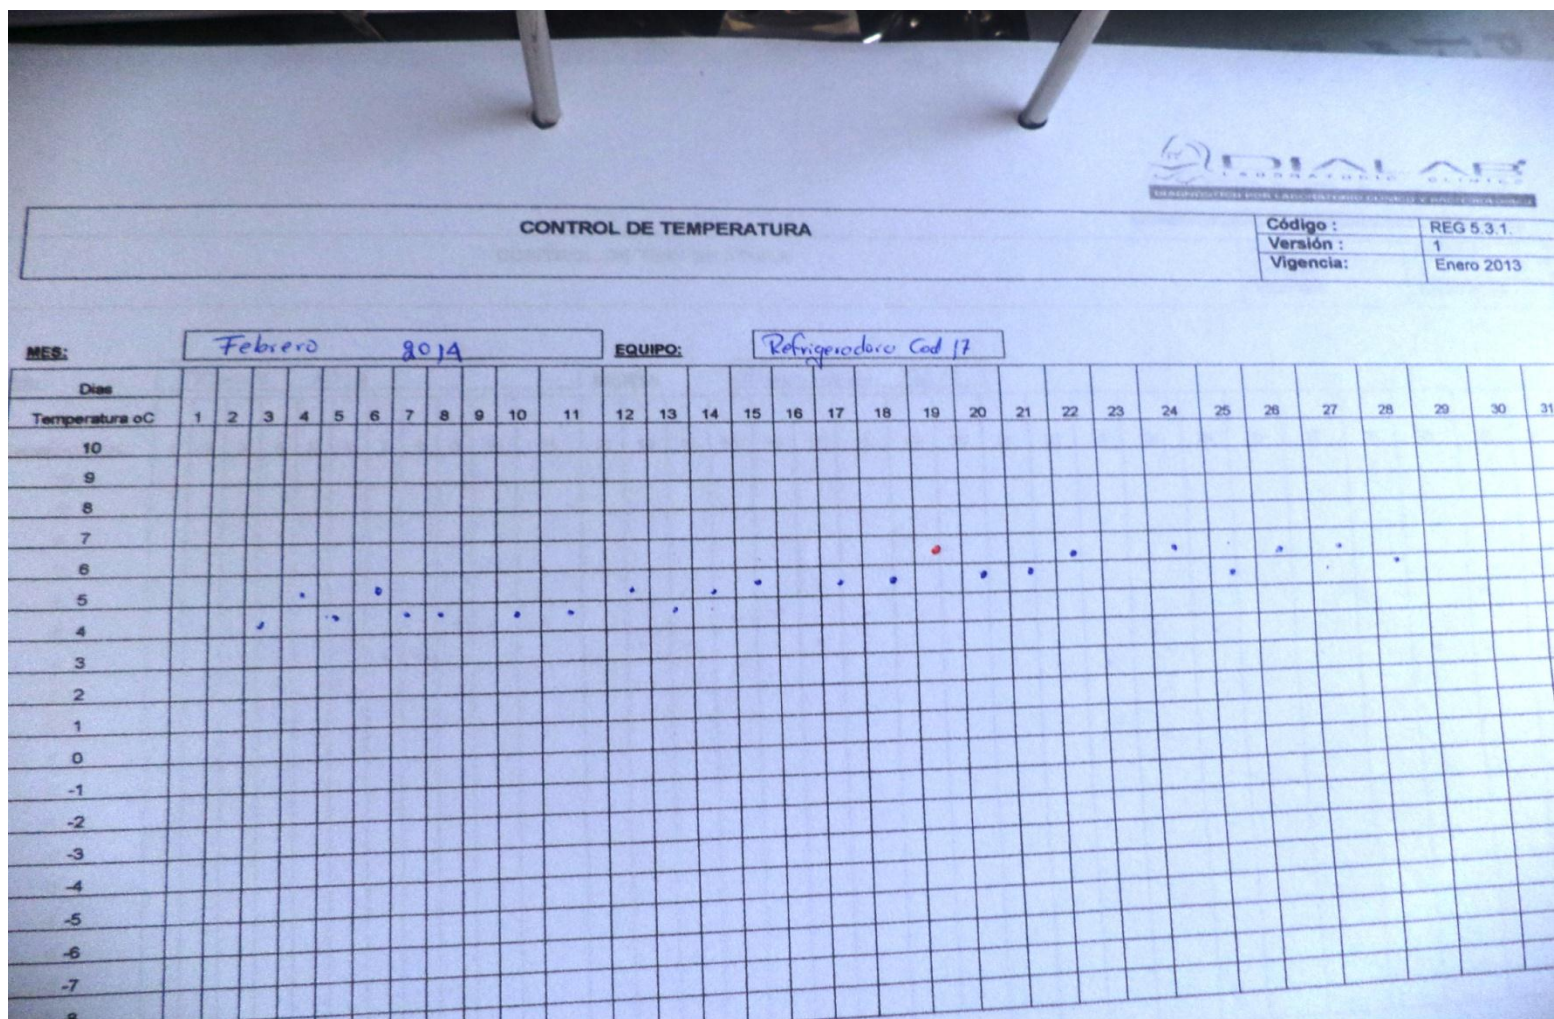 DIALAB
LABORATORIO CLINICO
CONTROL DE TEMPERATURA
Código : REG 5.3.1.
Versión : 1
Vigencia: Enero 2013
MES: Febrero 2014 EQUIPO: Refrigeradora Cod 17
Dias
Temperatura oC 1 2 3 4 5 6 7 8 9 10 11 12 13 14 15 16 17 18 19 20 21 22 23 24 25 26 27 28 29 30 31
10
9
8
7
6
5
4
3
2
1
0
-1
-2
-3
-4
-5
-6
-7